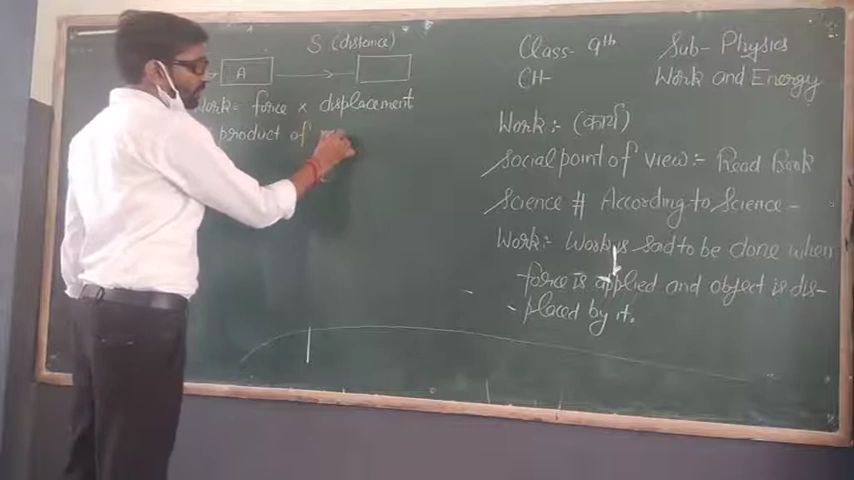 S (distence)
A
Work= force × displacement
product of
Class- 9th Sub- Physics
CH- Work and Energy
Work:- (कार्य)
Social point of view:- Read Book
Science # According to Science-
Work:- Work is said to be done when
force is applied and object is dis-
-placed by it.